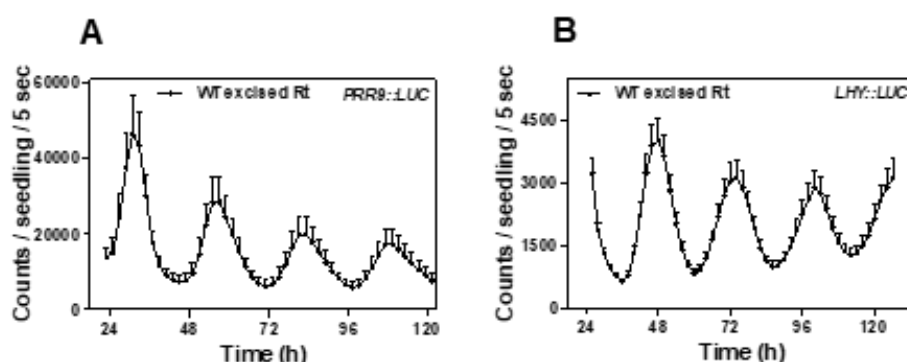 A
WT excised Rt PRR9::LUC
Counts / seedling / 5 sec
60000
40000
20000
0
24 48 72 96 120
Time (h)
B
WT excised Rt LHY::LUC
Counts / seedling / 5 sec
4500
3000
1500
0
24 48 72 96 120
Time (h)